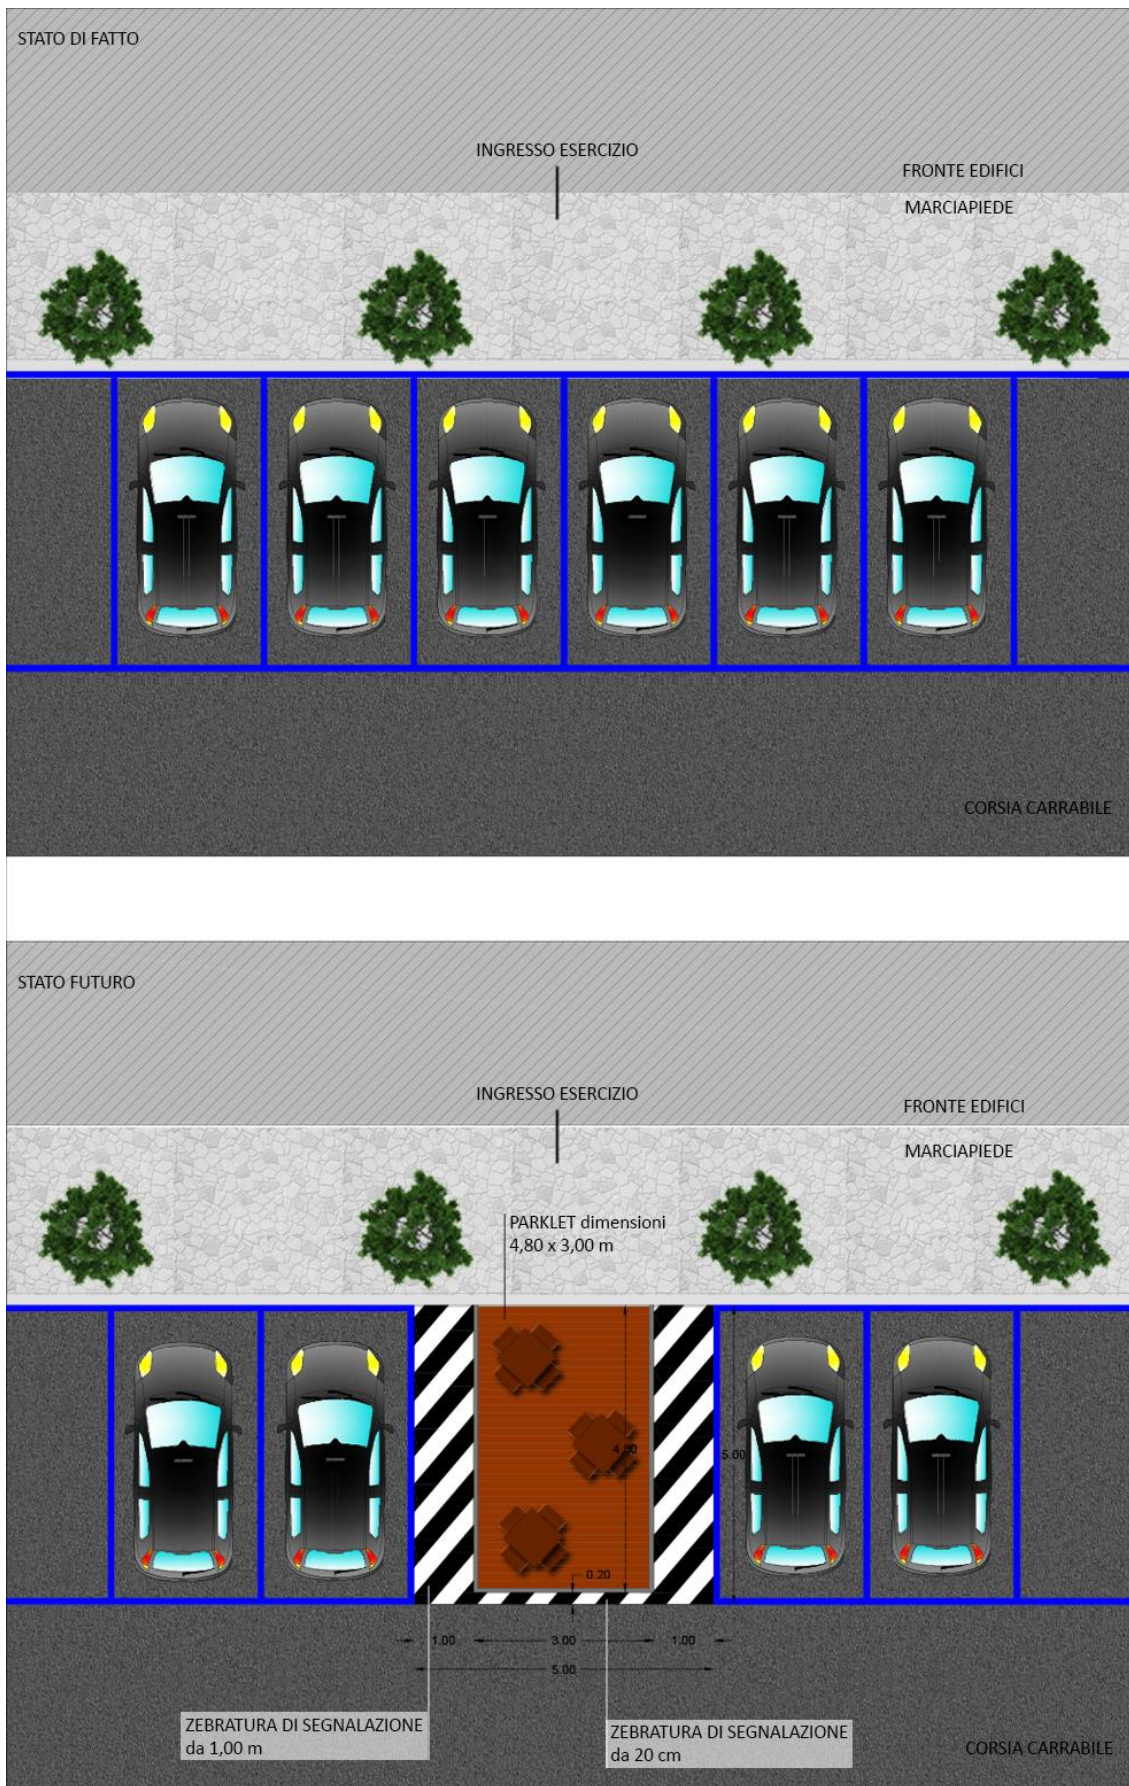 STATO DI FATTO
INGRESSO ESERCIZIO
FRONTE EDIFICI
MARCIAPIEDE
CORSIA CARRABILE
STATO FUTURO
INGRESSO ESERCIZIO
FRONTE EDIFICI
MARCIAPIEDE
PARKLET dimensioni
4,80 x 3,00 m
4.80
5.00
0.20
1.00
3.00
1.00
5.00
ZEBRATURA DI SEGNALAZIONE
da 1,00 m
ZEBRATURA DI SEGNALAZIONE
da 20 cm
CORSIA CARRABILE